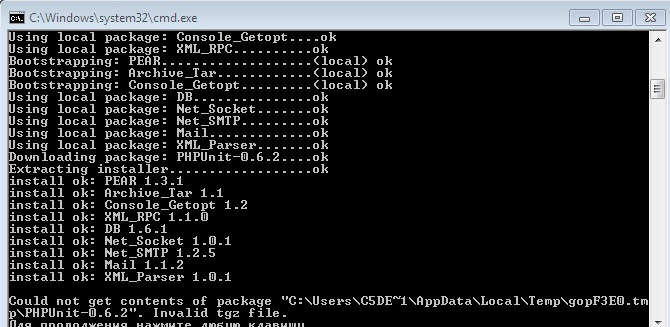 C:\Windows\system32\cmd.exe
Using local package: Console_Getopt....ok
Using local package: XML_RPC..........ok
Bootstrapping: PEAR...................(local) ok
Bootstrapping: Archive_Tar............(local) ok
Bootstrapping: Console_Getopt.........(local) ok
Using local package: DB...............ok
Using local package: Net_Socket.......ok
Using local package: Net_SMTP.........ok
Using local package: Mail.............ok
Using local package: XML_Parser.......ok
Downloading package: PHPUnit-0.6.2....ok
Extracting installer..................ok
install ok: PEAR 1.3.1
install ok: Archive_Tar 1.1
install ok: Console_Getopt 1.2
install ok: XML_RPC 1.1.0
install ok: DB 1.6.1
install ok: Net_Socket 1.0.1
install ok: Net_SMTP 1.2.5
install ok: Mail 1.1.2
install ok: XML_Parser 1.0.1
Could not get contents of package "C:\Users\C5DE~1\AppData\Local\Temp\gopF3E0.tm
p\PHPUnit-0.6.2". Invalid tgz file.
Для продолжения нажмите любую клавишу